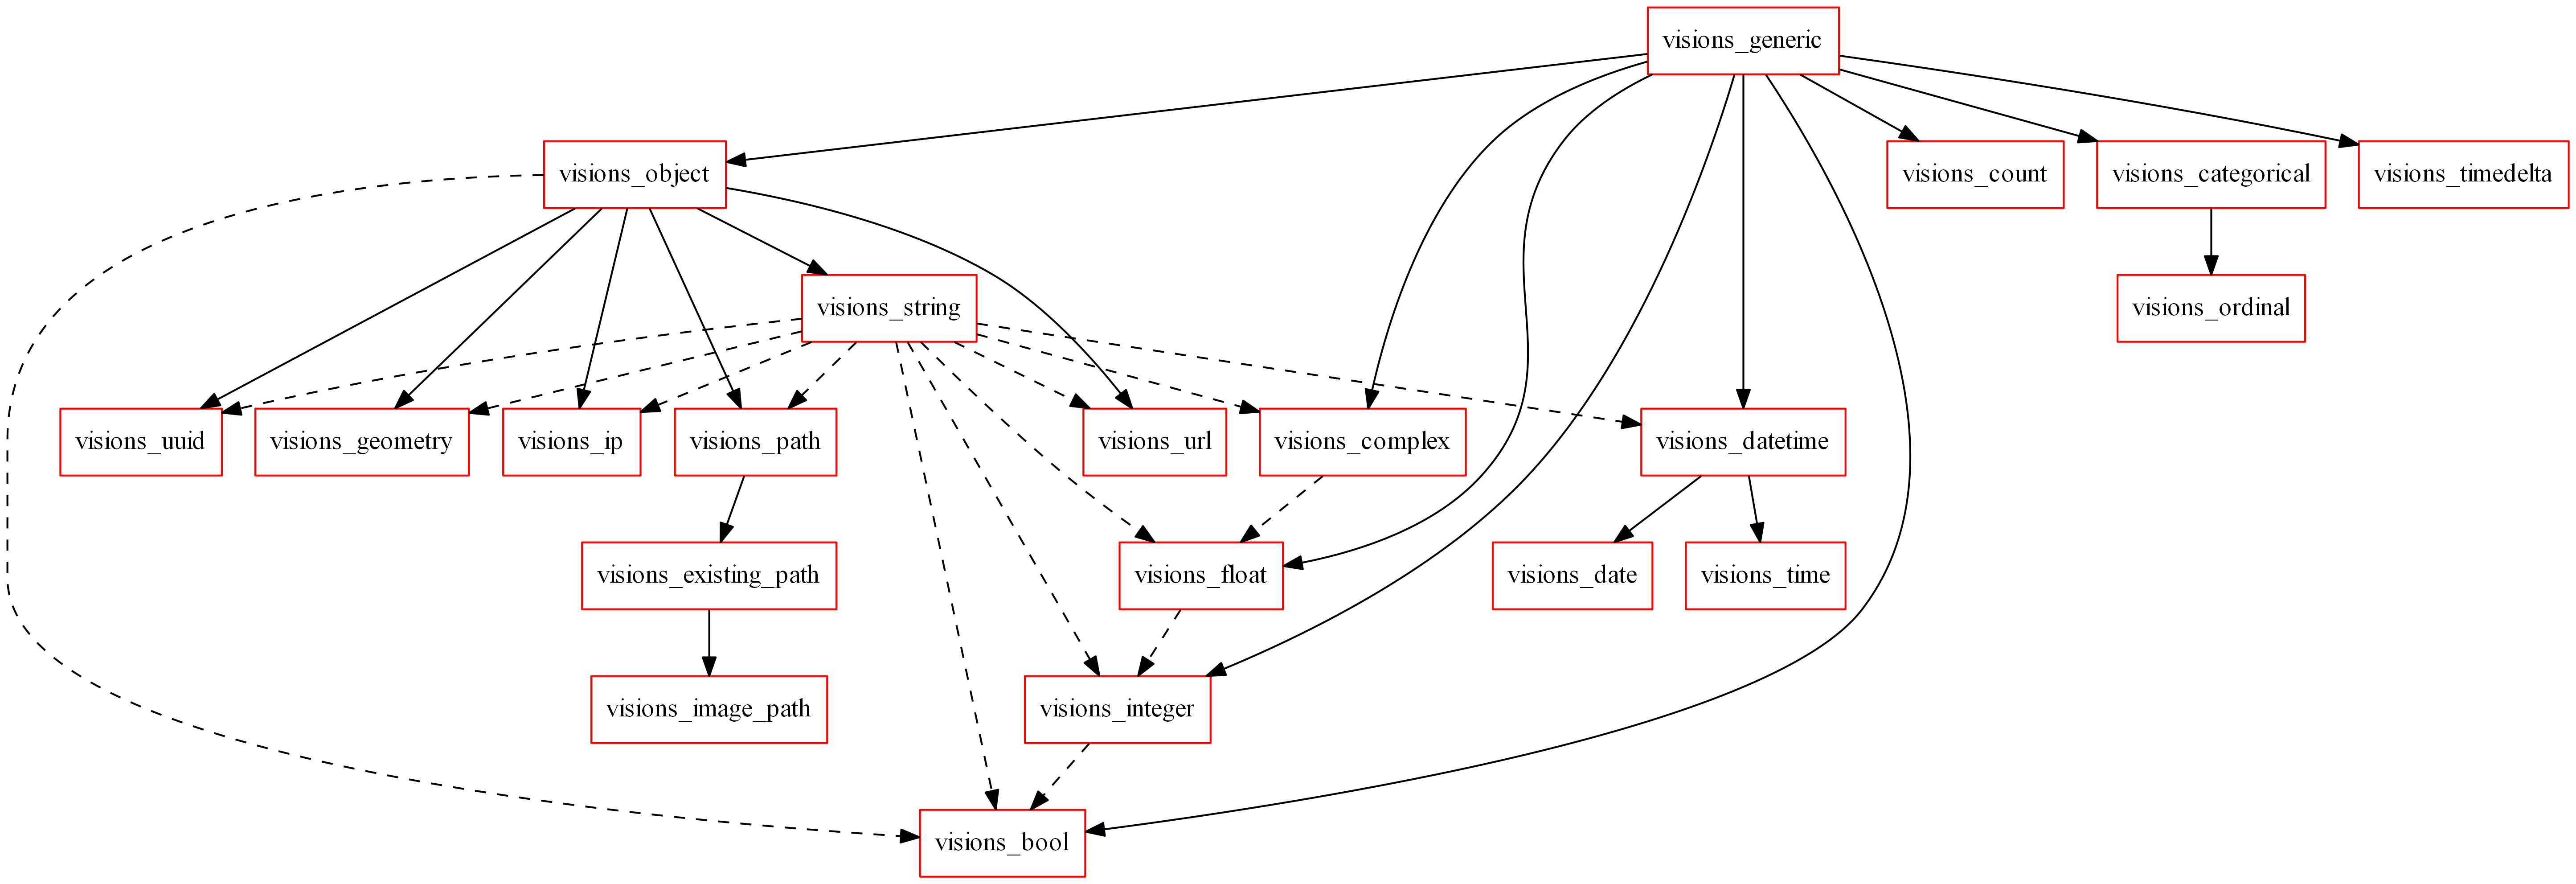 visions_generic
visions_object
visions_count
visions_categorical
visions_timedelta
visions_string
visions_ordinal
visions_uuid
visions_geometry
visions_ip
visions_path
visions_url
visions_complex
visions_datetime
visions_existing_path
visions_float
visions_date
visions_time
visions_image_path
visions_integer
visions_bool